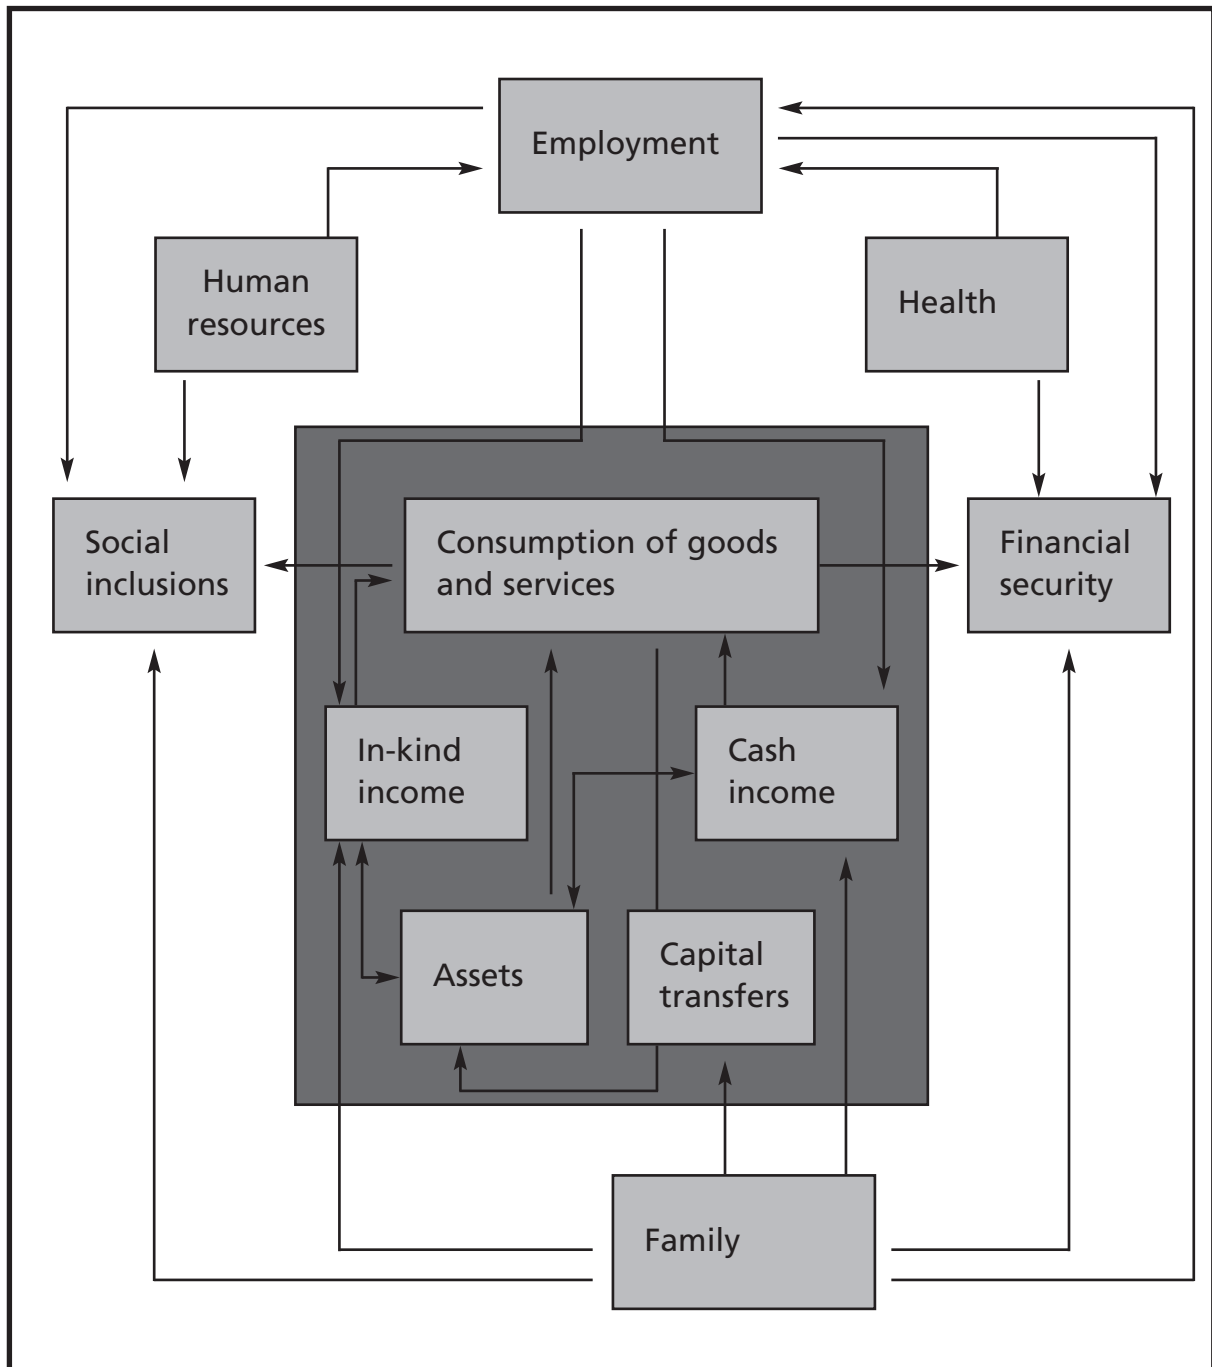 Employment
Human
resources
Health
Social
inclusions
Consumption of goods
and services
Financial
security
In-kind
income
Cash
income
Assets
Capital
transfers
Family